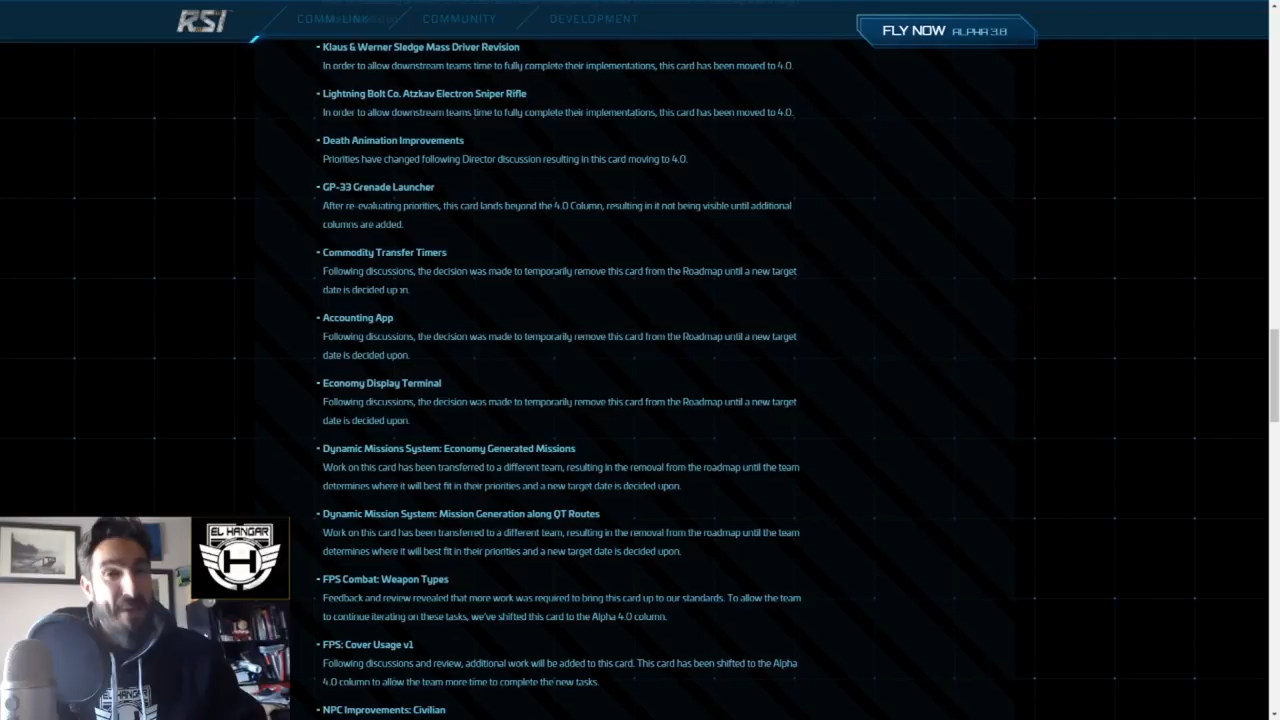 RSI
COMM-LINK
COMMUNITY
DEVELOPMENT
FLY NOW ALPHA 3.8
- Klaus & Werner Sledge Mass Driver Revision
In order to allow downstream teams time to fully complete their implementations, this card has been moved to 4.0.
- Lightning Bolt Co. Atzkav Electron Sniper Rifle
In order to allow downstream teams time to fully complete their implementations, this card has been moved to 4.0.
- Death Animation Improvements
Priorities have changed following Director discussion resulting in this card moving to 4.0.
- GP-33 Grenade Launcher
After re-evaluating priorities, this card lands beyond the 4.0 Column, resulting in it not being visible until additional
columns are added.
- Commodity Transfer Timers
Following discussions, the decision was made to temporarily remove this card from the Roadmap until a new target
date is decided upon.
- Accounting App
Following discussions, the decision was made to temporarily remove this card from the Roadmap until a new target
date is decided upon.
- Economy Display Terminal
Following discussions, the decision was made to temporarily remove this card from the Roadmap until a new target
date is decided upon.
- Dynamic Missions System: Economy Generated Missions
Work on this card has been transferred to a different team, resulting in the removal from the roadmap until the team
determines where it will best fit in their priorities and a new target date is decided upon.
- Dynamic Mission System: Mission Generation along QT Routes
Work on this card has been transferred to a different team, resulting in the removal from the roadmap until the team
determines where it will best fit in their priorities and a new target date is decided upon.
- FPS Combat: Weapon Types
Feedback and review revealed that more work was required to bring this card up to our standards. To allow the team
to continue iterating on these tasks, we've shifted this card to the Alpha 4.0 column.
- FPS: Cover Usage v1
Following discussions and review, additional work will be added to this card. This card has been shifted to the Alpha
4.0 column to allow the team more time to complete the new tasks.
- NPC Improvements: Civilian
EL HANGAR
H
EL HANGAR